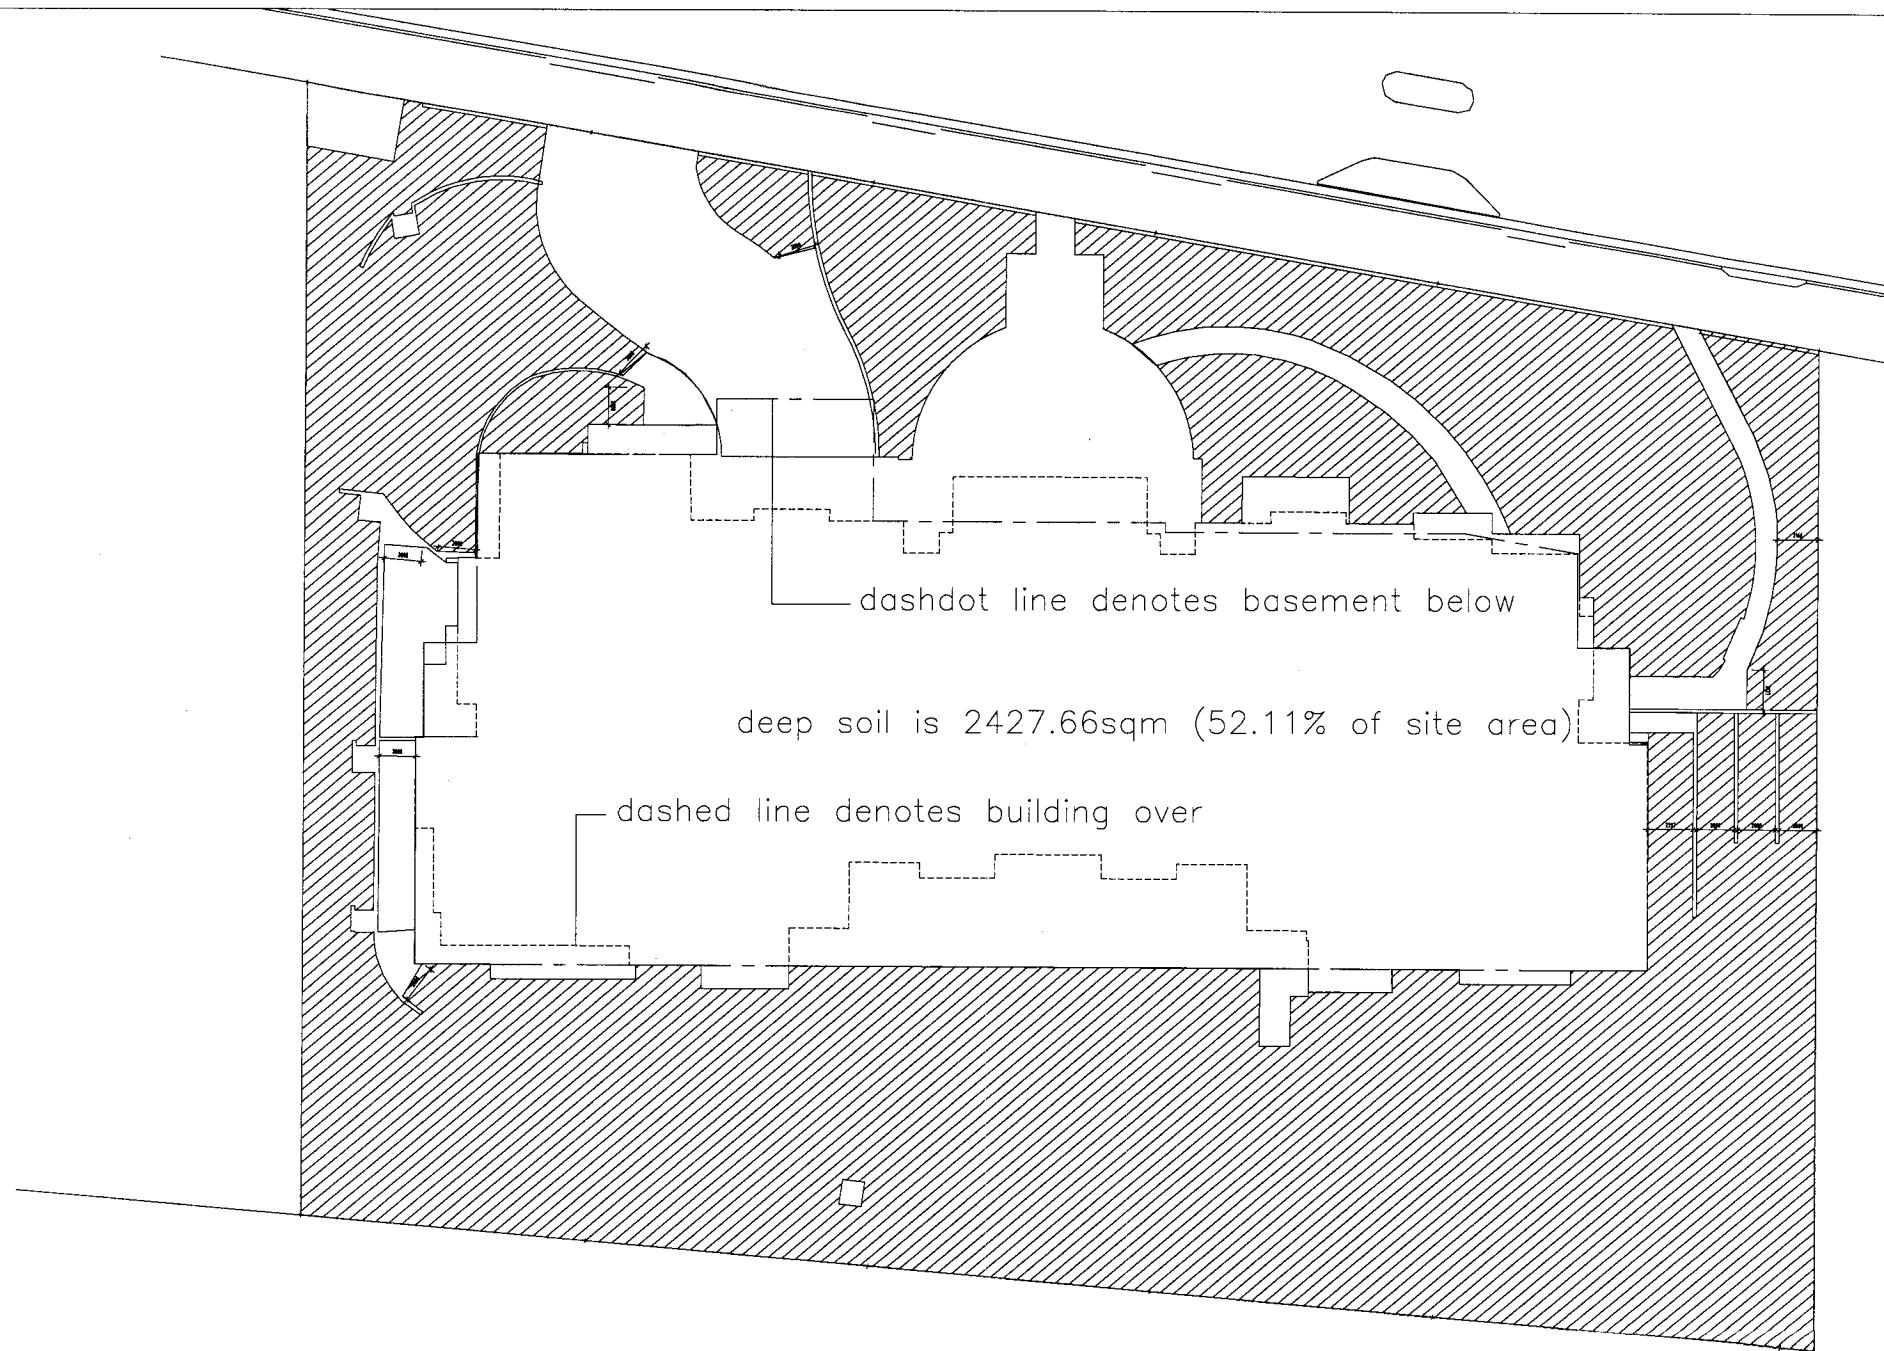 dashdot line denotes basement below
deep soil is 2427.66sqm (52.11% of site area)
dashed line denotes building over